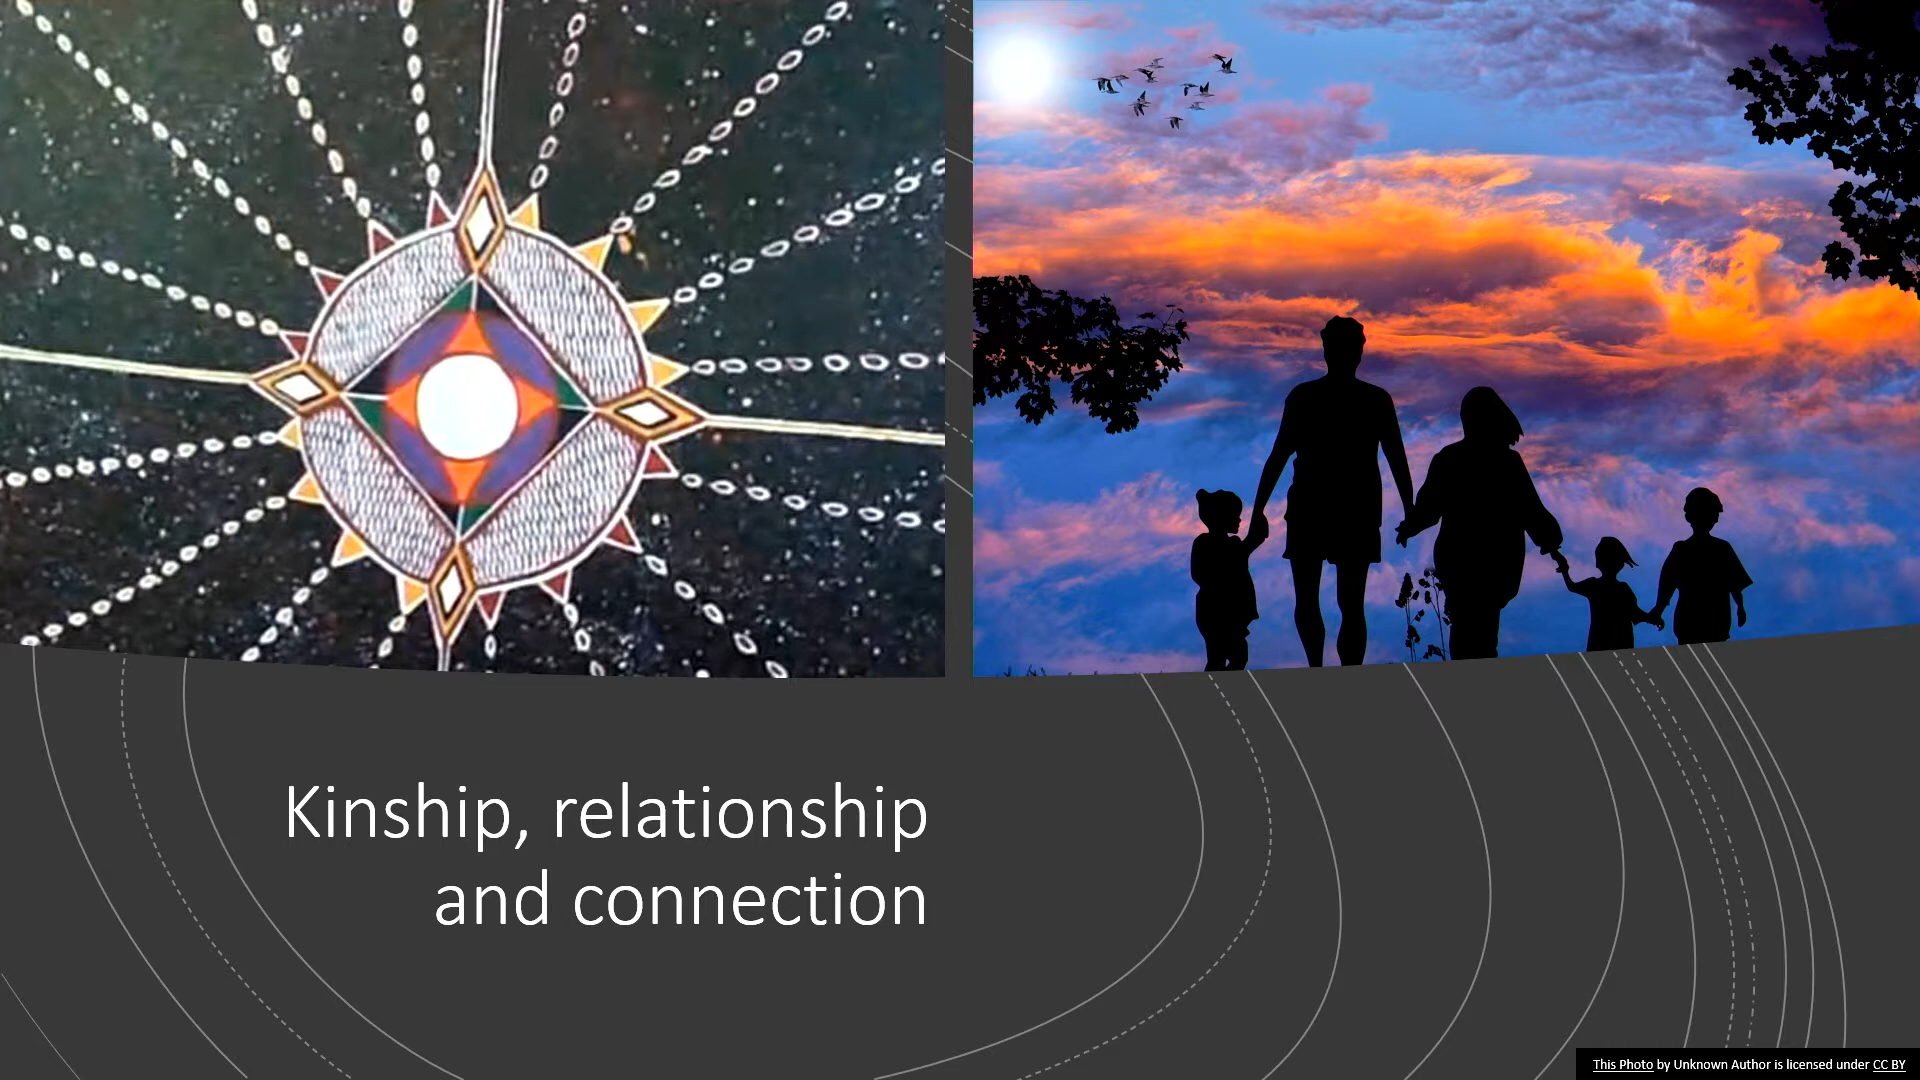 Kinship, relationship
and connection
This Photo by Unknown Author is licensed under CC BY